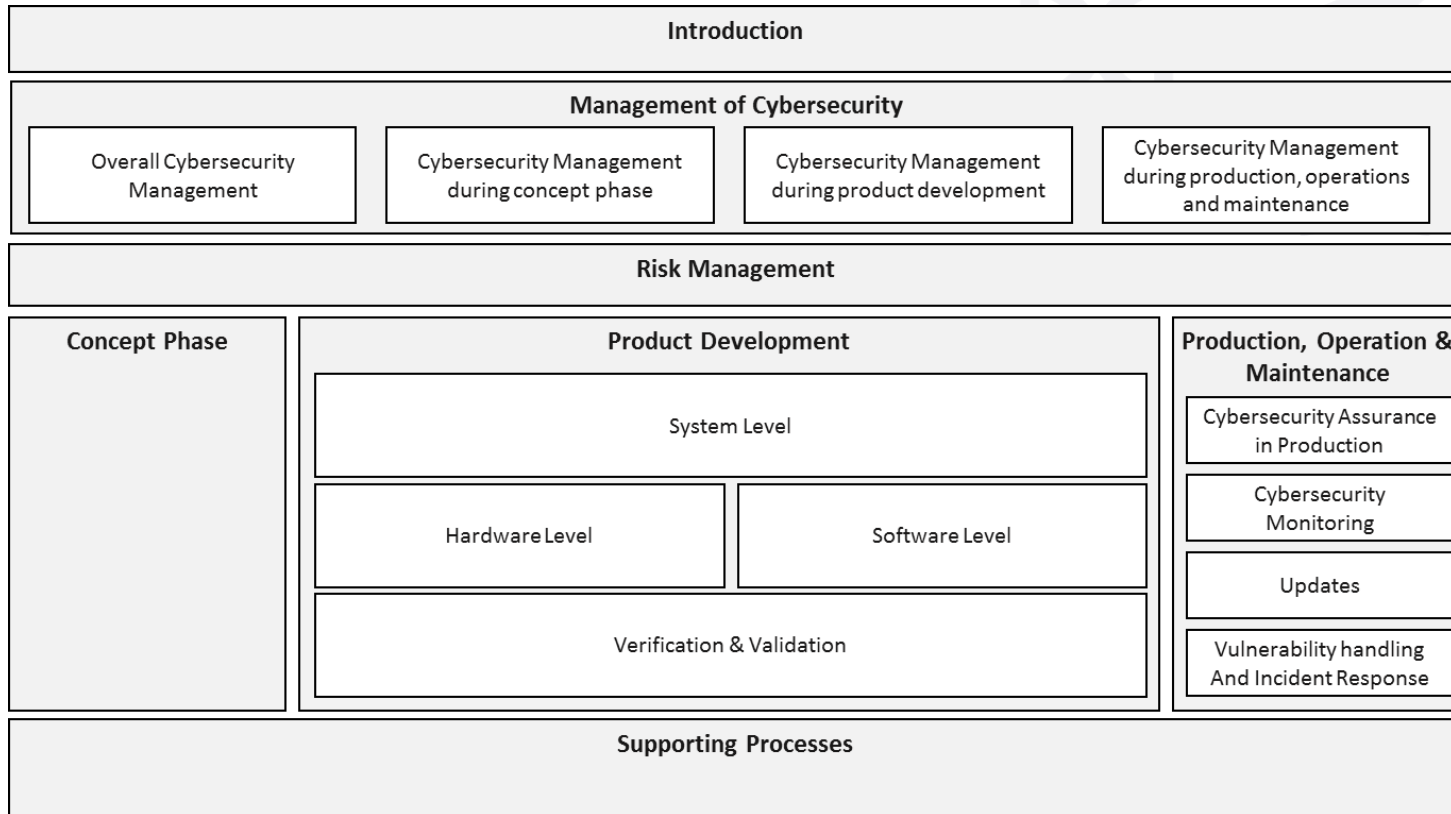 Introduction
Management of Cybersecurity
Overall Cybersecurity
Management
Cybersecurity Management
during concept phase
Cybersecurity Management
during product development
Cybersecurity Management
during production, operations
and maintenance
Risk Management
Concept Phase
Product Development
System Level
Hardware Level
Software Level
Verification & Validation
Production, Operation &
Maintenance
Cybersecurity Assurance
in Production
Cybersecurity
Monitoring
Updates
Vulnerability handling
And Incident Response
Supporting Processes